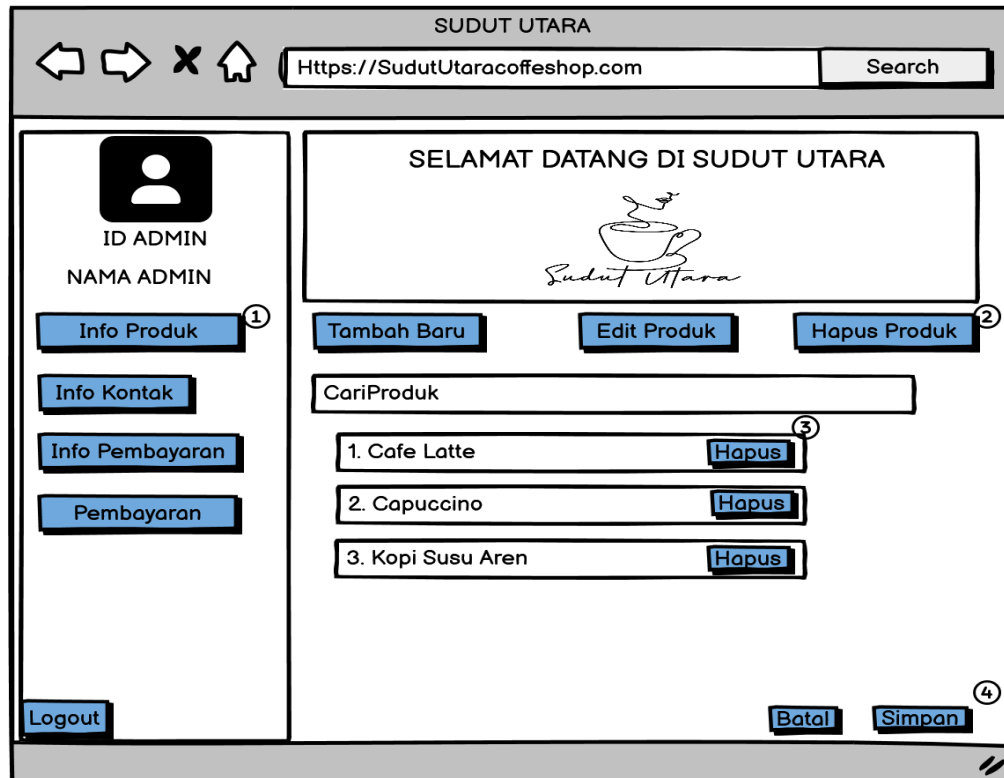 SUDUT UTARA
Https://SudutUtaracoffeshop.com
Search
ID ADMIN
NAMA ADMIN
Info Produk
1
Info Kontak
Info Pembayaran
Pembayaran
Logout
SELAMAT DATANG DI SUDUT UTARA
Sudut Utara
Tambah Baru
Edit Produk
Hapus Produk
2
CariProduk
3
1. Cafe Latte
Hapus
2. Capuccino
Hapus
3. Kopi Susu Aren
Hapus
4
Batal
Simpan